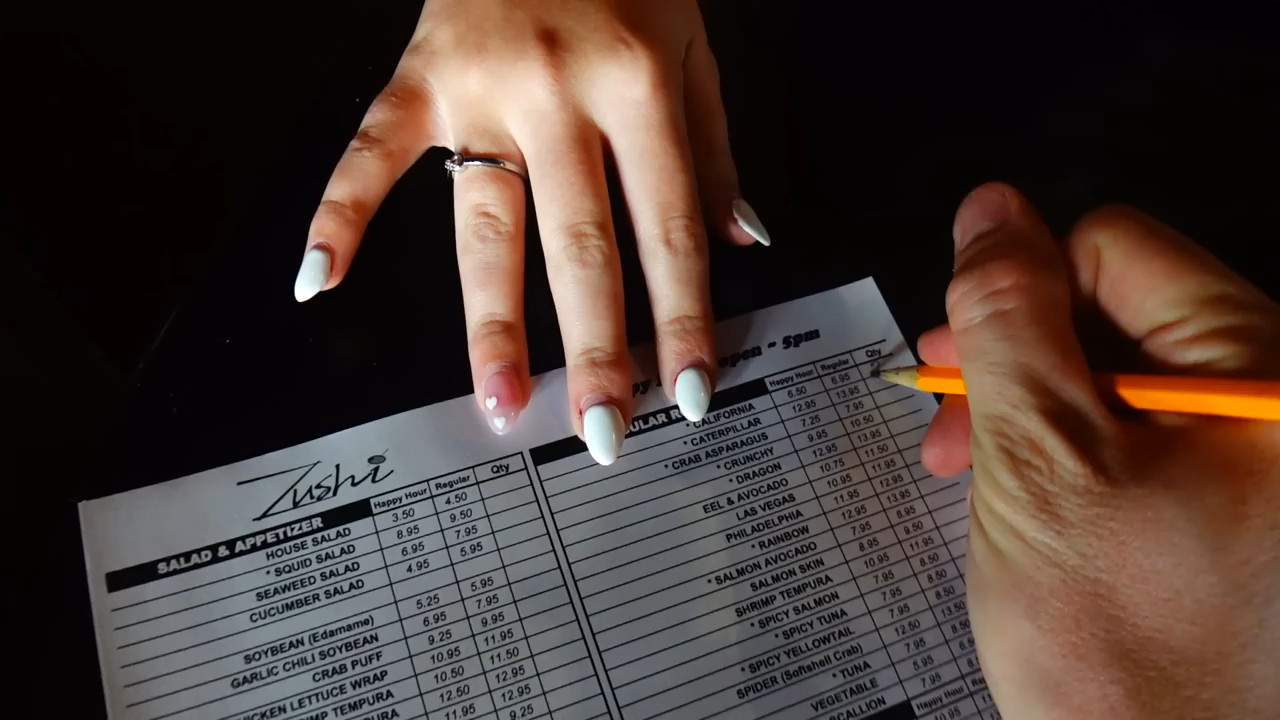 open ~ 5pm
Zushi
SALAD & APPETIZER Happy Hour Regular Qty
HOUSE SALAD 3.50 4.50
* SQUID SALAD 8.95 9.50
SEAWEED SALAD 6.95 7.95
CUCUMBER SALAD 4.95 5.95
SOYBEAN (Edamame) 5.25 5.95
GARLIC CHILI SOYBEAN 6.95 7.95
CRAB PUFF 9.25 9.95
LETTUCE WRAP 10.95 11.95
TEMPURA 10.50 11.50
12.50 12.95
11.95 12.95
9.25
Happy Hour Regular Qty
* CALIFORNIA 6.50 6.95
* CATERPILLAR 12.95 13.95
* CRAB ASPARAGUS 7.25 7.95
* CRUNCHY 9.95 10.50
* DRAGON 12.95 13.95
EEL & AVOCADO 10.75 11.50
LAS VEGAS 10.95 11.95
PHILADELPHIA 11.95 12.95
* RAINBOW 12.95 13.95
* SALMON AVOCADO 7.95 8.95
SALMON SKIN 8.95 9.50
SHRIMP TEMPURA 10.95 11.95
* SPICY SALMON 7.95 8.50
* SPICY TUNA 7.95 8.50
* SPICY YELLOWTAIL 7.95 8.50
SPIDER (Softshell Crab) 12.50 13.50
* TUNA 7.95
VEGETABLE 5.95
SCALLION 7.95
Happy Hour